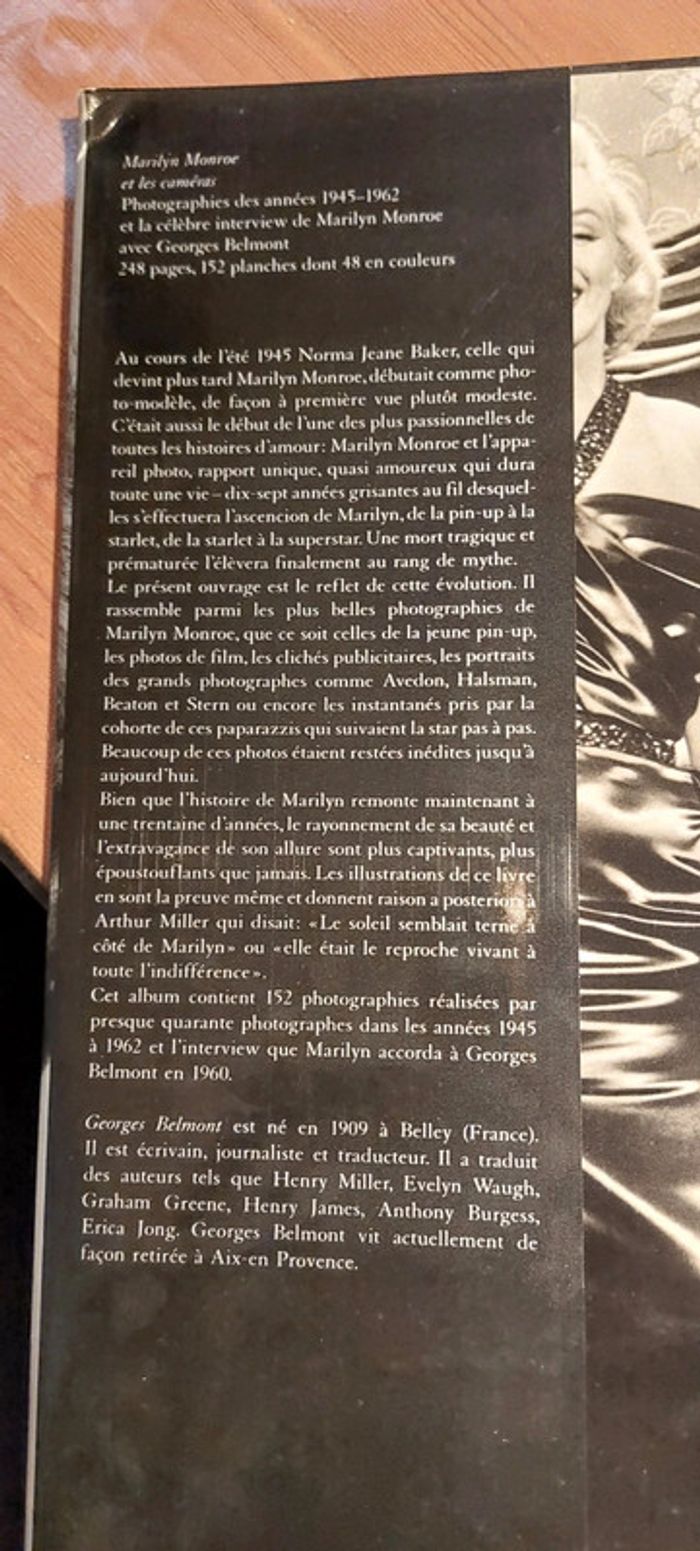 Marilyn Monroe
et les caméras
Photographies des années 1945–1962
et la célèbre interview de Marilyn Monroe
avec Georges Belmont
248 pages, 152 planches dont 48 en couleurs
Au cours de l'été 1945 Norma Jeane Baker, celle qui
devint plus tard Marilyn Monroe, débutait comme pho-
to-modèle, de façon à première vue plutôt modeste.
C'était aussi le début de l'une des plus passionnelles de
toutes les histoires d'amour: Marilyn Monroe et l'appa-
reil photo, rapport unique, quasi amoureux qui dura
toute une vie – dix-sept années grisantes au fil desquel-
les s'effectuera l'ascencion de Marilyn, de la pin-up à la
starlet, de la starlet à la superstar. Une mort tragique et
prématurée l'élèvera finalement au rang de mythe.
Le présent ouvrage est le reflet de cette évolution. Il
rassemble parmi les plus belles photographies de
Marilyn Monroe, que ce soit celles de la jeune pin-up,
les photos de film, les clichés publicitaires, les portraits
des grands photographes comme Avedon, Halsman,
Beaton et Stern ou encore les instantanés pris par la
cohorte de ces paparazzis qui suivaient la star pas à pas.
Beaucoup de ces photos étaient restées inédites jusqu'à
aujourd'hui.
Bien que l'histoire de Marilyn remonte maintenant à
une trentaine d'années, le rayonnement de sa beauté et
l'extravagance de son allure sont plus captivants, plus
époustouflants que jamais. Les illustrations de ce livre
en sont la preuve même et donnent raison a posteriori à
Arthur Miller qui disait: «Le soleil semblait terne à
côté de Marilyn» ou «elle était le reproche vivant à
toute l'indifférence».
Cet album contient 152 photographies réalisées par
presque quarante photographes dans les années 1945
à 1962 et l'interview que Marilyn accorda à Georges
Belmont en 1960.
Georges Belmont est né en 1909 à Belley (France).
Il est écrivain, journaliste et traducteur. Il a traduit
des auteurs tels que Henry Miller, Evelyn Waugh,
Graham Greene, Henry James, Anthony Burgess,
Erica Jong. Georges Belmont vit actuellement de
façon retirée à Aix-en Provence.